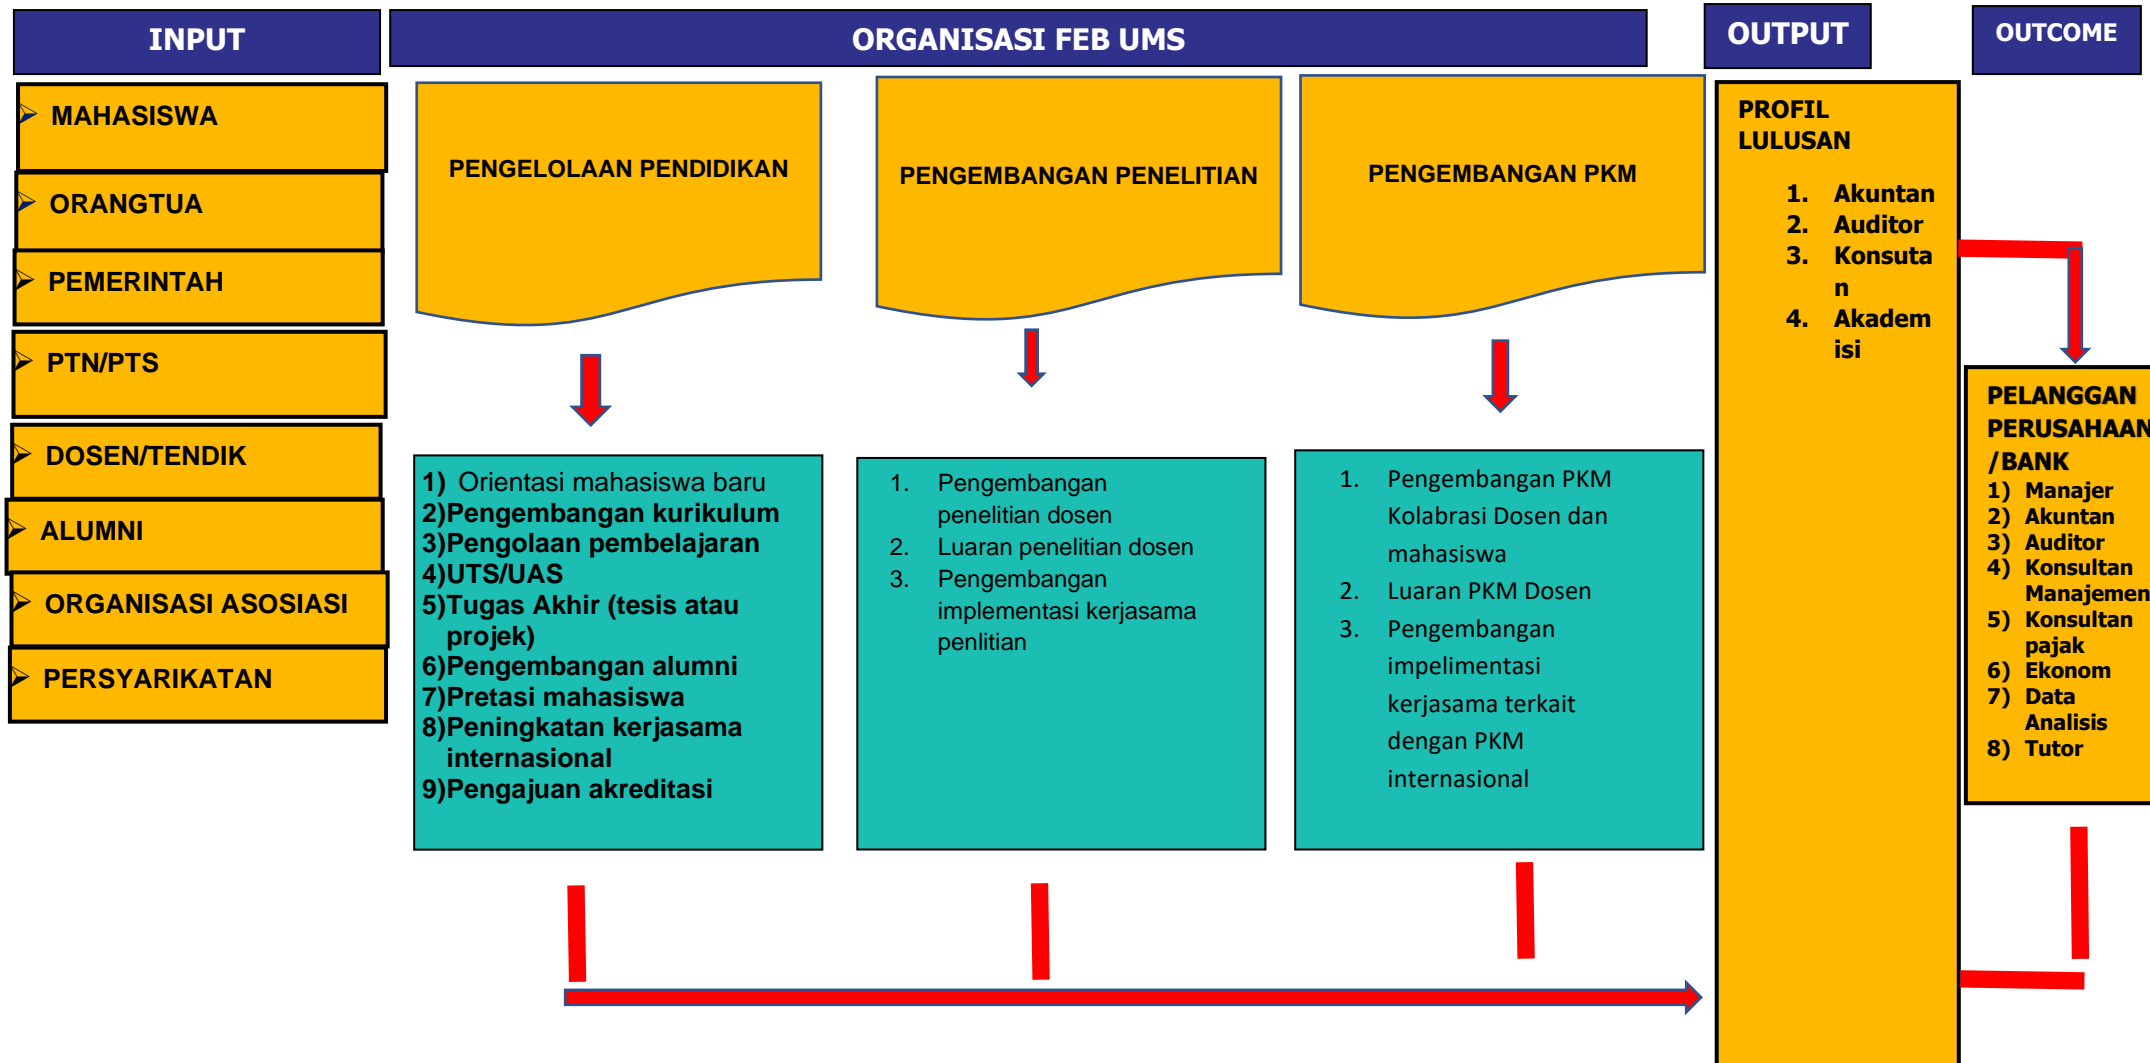 INPUT
ORGANISASI FEB UMS
OUTPUT
OUTCOME
➢ MAHASISWA
➢ ORANGTUA
➢ PEMERINTAH
➢ PTN/PTS
➢ DOSEN/TENDIK
➢ ALUMNI
➢ ORGANISASI ASOSIASI
➢ PERSYARIKATAN
PENGELOLAAN PENDIDIKAN
1) Orientasi mahasiswa baru
2)Pengembangan kurikulum
3)Pengolaan pembelajaran
4)UTS/UAS
5)Tugas Akhir (tesis atau
projek)
6)Pengembangan alumni
7)Pretasi mahasiswa
8)Peningkatan kerjasama
internasional
9)Pengajuan akreditasi
PENGEMBANGAN PENELITIAN
1. Pengembangan
penelitian dosen
2. Luaran penelitian dosen
3. Pengembangan
implementasi kerjasama
penlitian
PENGEMBANGAN PKM
1. Pengembangan PKM
Kolabrasi Dosen dan
mahasiswa
2. Luaran PKM Dosen
3. Pengembangan
impelimentasi
kerjasama terkait
dengan PKM
internasional
PROFIL
LULUSAN
1. Akuntan
2. Auditor
3. Konsuta
n
4. Akadem
isi
PELANGGAN
PERUSAHAAN
/BANK
1) Manajer
2) Akuntan
3) Auditor
4) Konsultan
Manajemen
5) Konsultan
pajak
6) Ekonom
7) Data
Analisis
8) Tutor